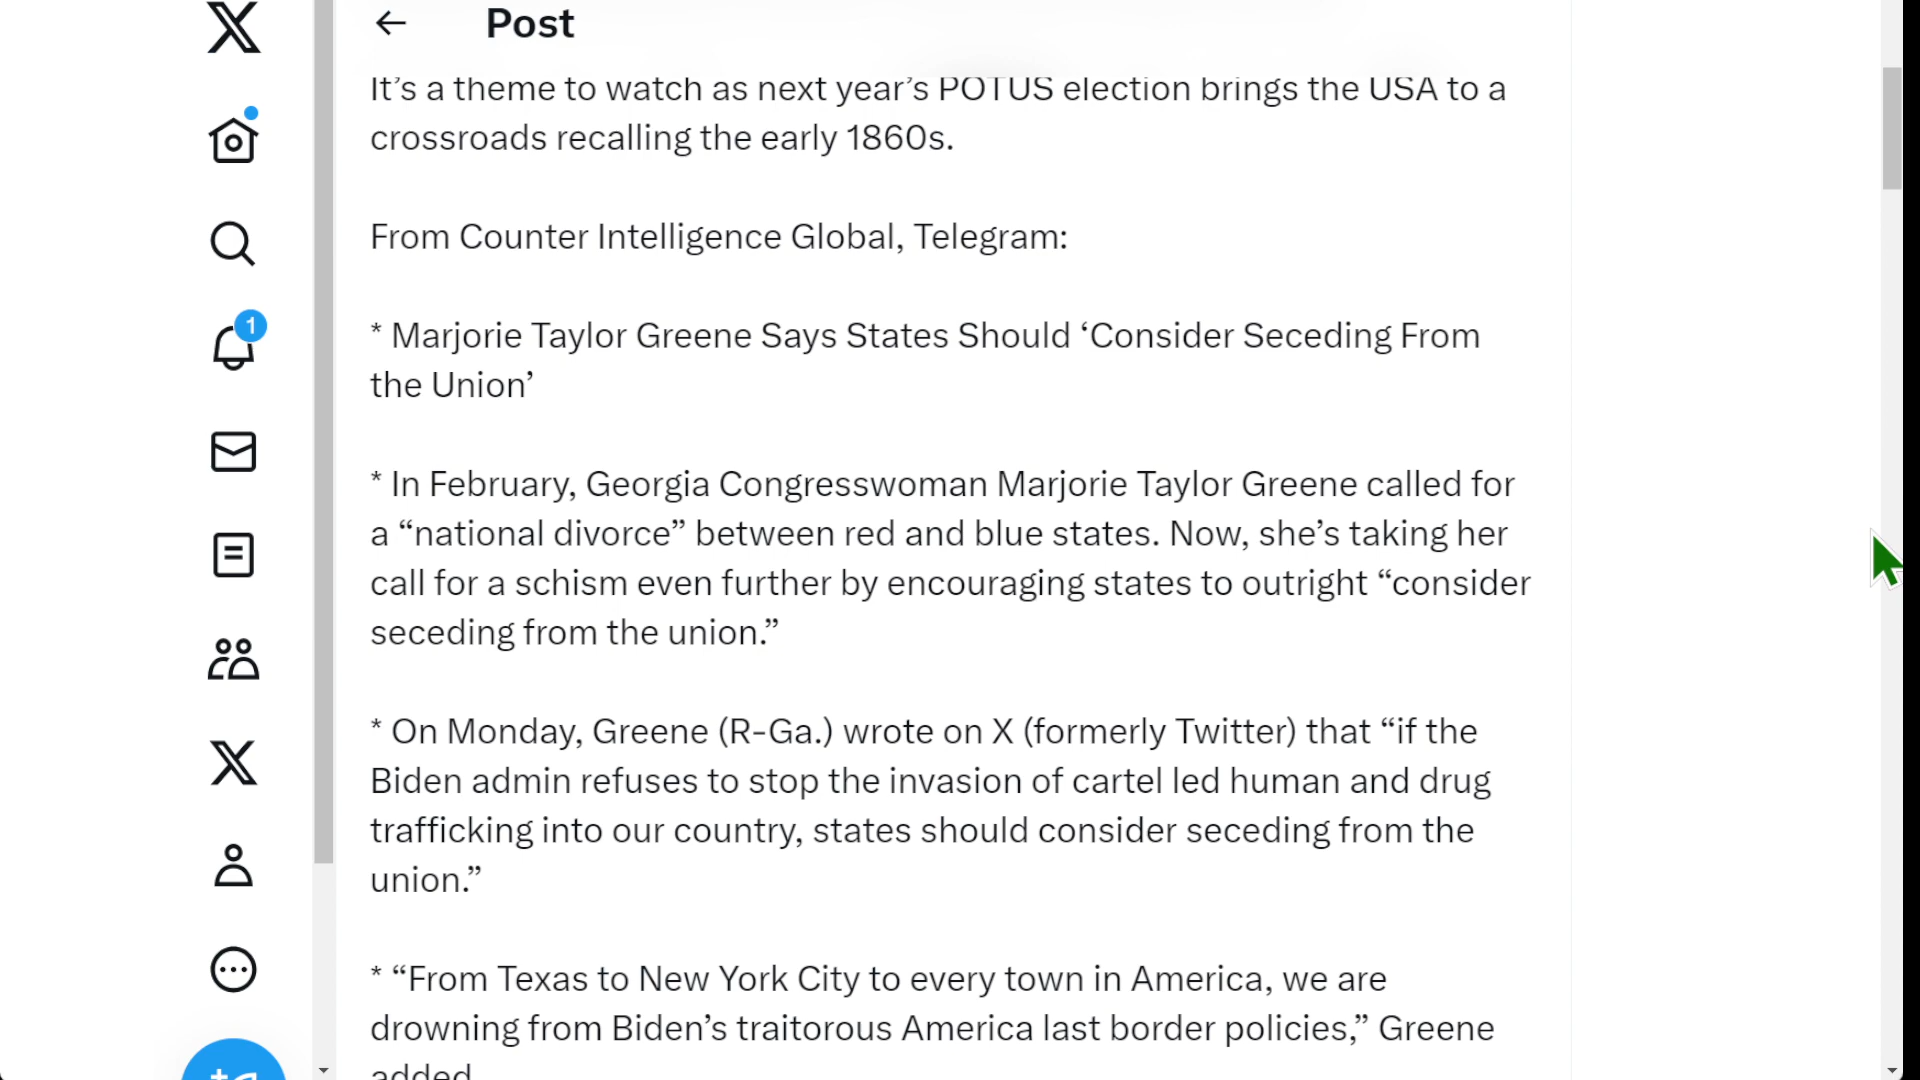 Post
It’s a theme to watch as next year’s POTUS election brings the USA to a
crossroads recalling the early 1860s.
From Counter Intelligence Global, Telegram:
* Marjorie Taylor Greene Says States Should ‘Consider Seceding From
the Union’
1
* In February, Georgia Congresswoman Marjorie Taylor Greene called for
a “national divorce” between red and blue states. Now, she’s taking her
call for a schism even further by encouraging states to outright “consider
seceding from the union.”
* On Monday, Greene (R-Ga.) wrote on X (formerly Twitter) that “if the
Biden admin refuses to stop the invasion of cartel led human and drug
trafficking into our country, states should consider seceding from the
union.”
* “From Texas to New York City to every town in America, we are
drowning from Biden’s traitorous America last border policies,” Greene
added